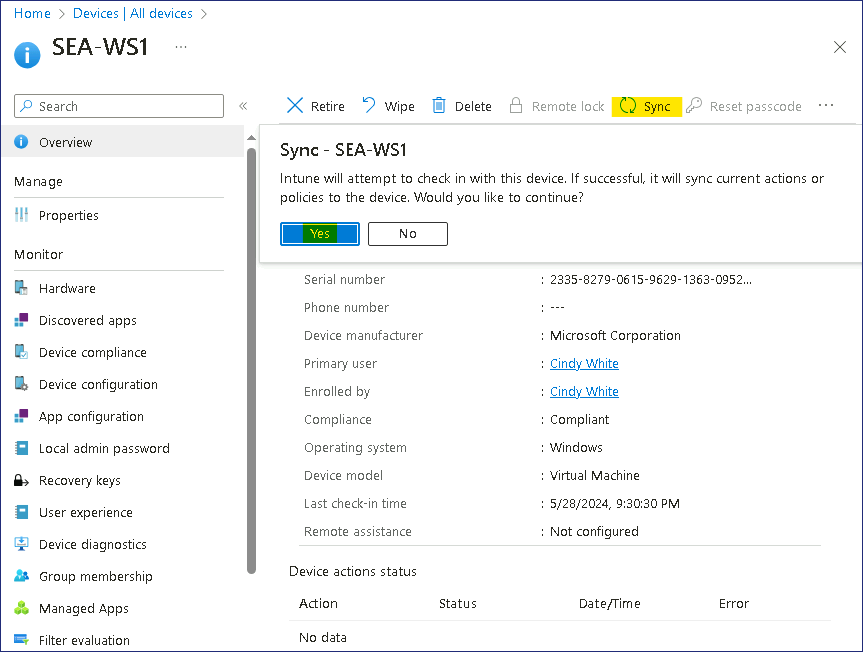 Home > Devices | All devices >
SEA-WS1 ...
Search «
Retire Wipe Delete Remote lock Sync Reset passcode ...
Overview
Manage
Properties
Monitor
Hardware
Discovered apps
Device compliance
Device configuration
App configuration
Local admin password
Recovery keys
User experience
Device diagnostics
Group membership
Managed Apps
Filter evaluation
Sync - SEA-WS1
Intune will attempt to check in with this device. If successful, it will sync current actions or
policies to the device. Would you like to continue?
Yes No
Serial number : 2335-8279-0615-9629-1363-0952...
Phone number : ---
Device manufacturer : Microsoft Corporation
Primary user : Cindy White
Enrolled by : Cindy White
Compliance : Compliant
Operating system : Windows
Device model : Virtual Machine
Last check-in time : 5/28/2024, 9:30:30 PM
Remote assistance : Not configured
Device actions status
Action Status Date/Time Error
No data